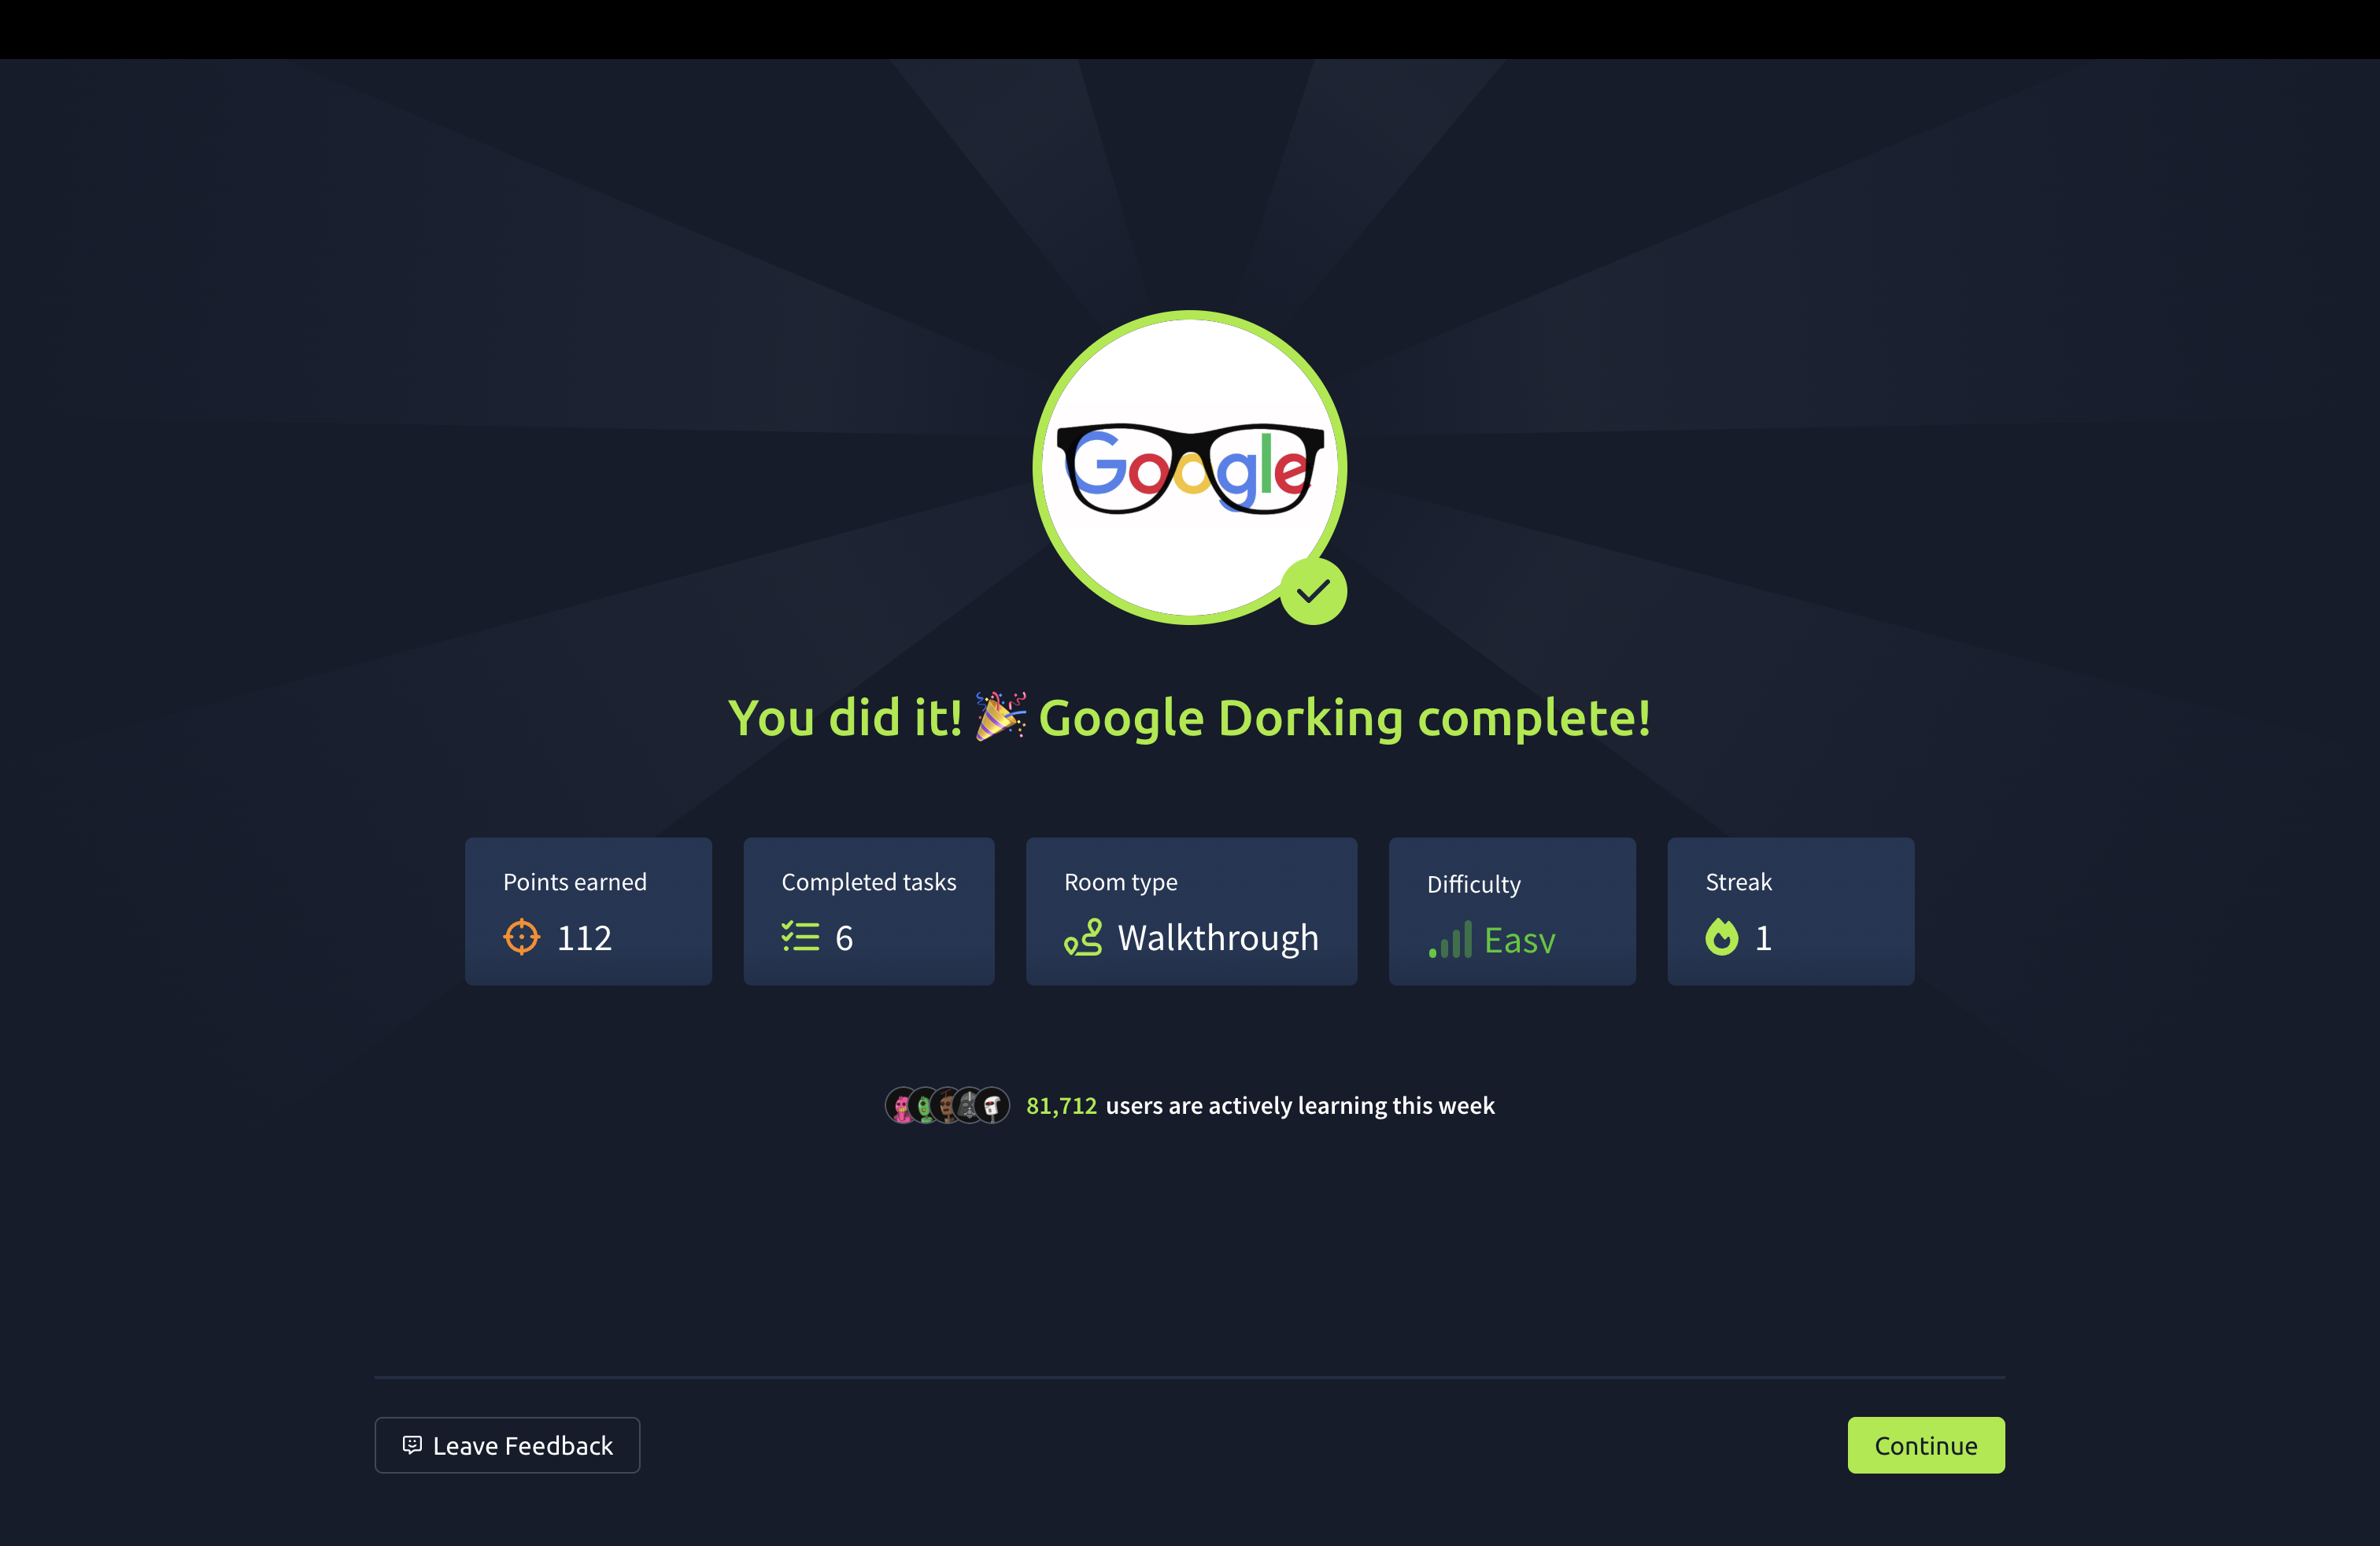 Google
You did it! 🎉 Google Dorking complete!
Points earned
112
Completed tasks
6
Room type
Walkthrough
Difficulty
Easy
Streak
1
81,712 users are actively learning this week
Leave Feedback
Continue